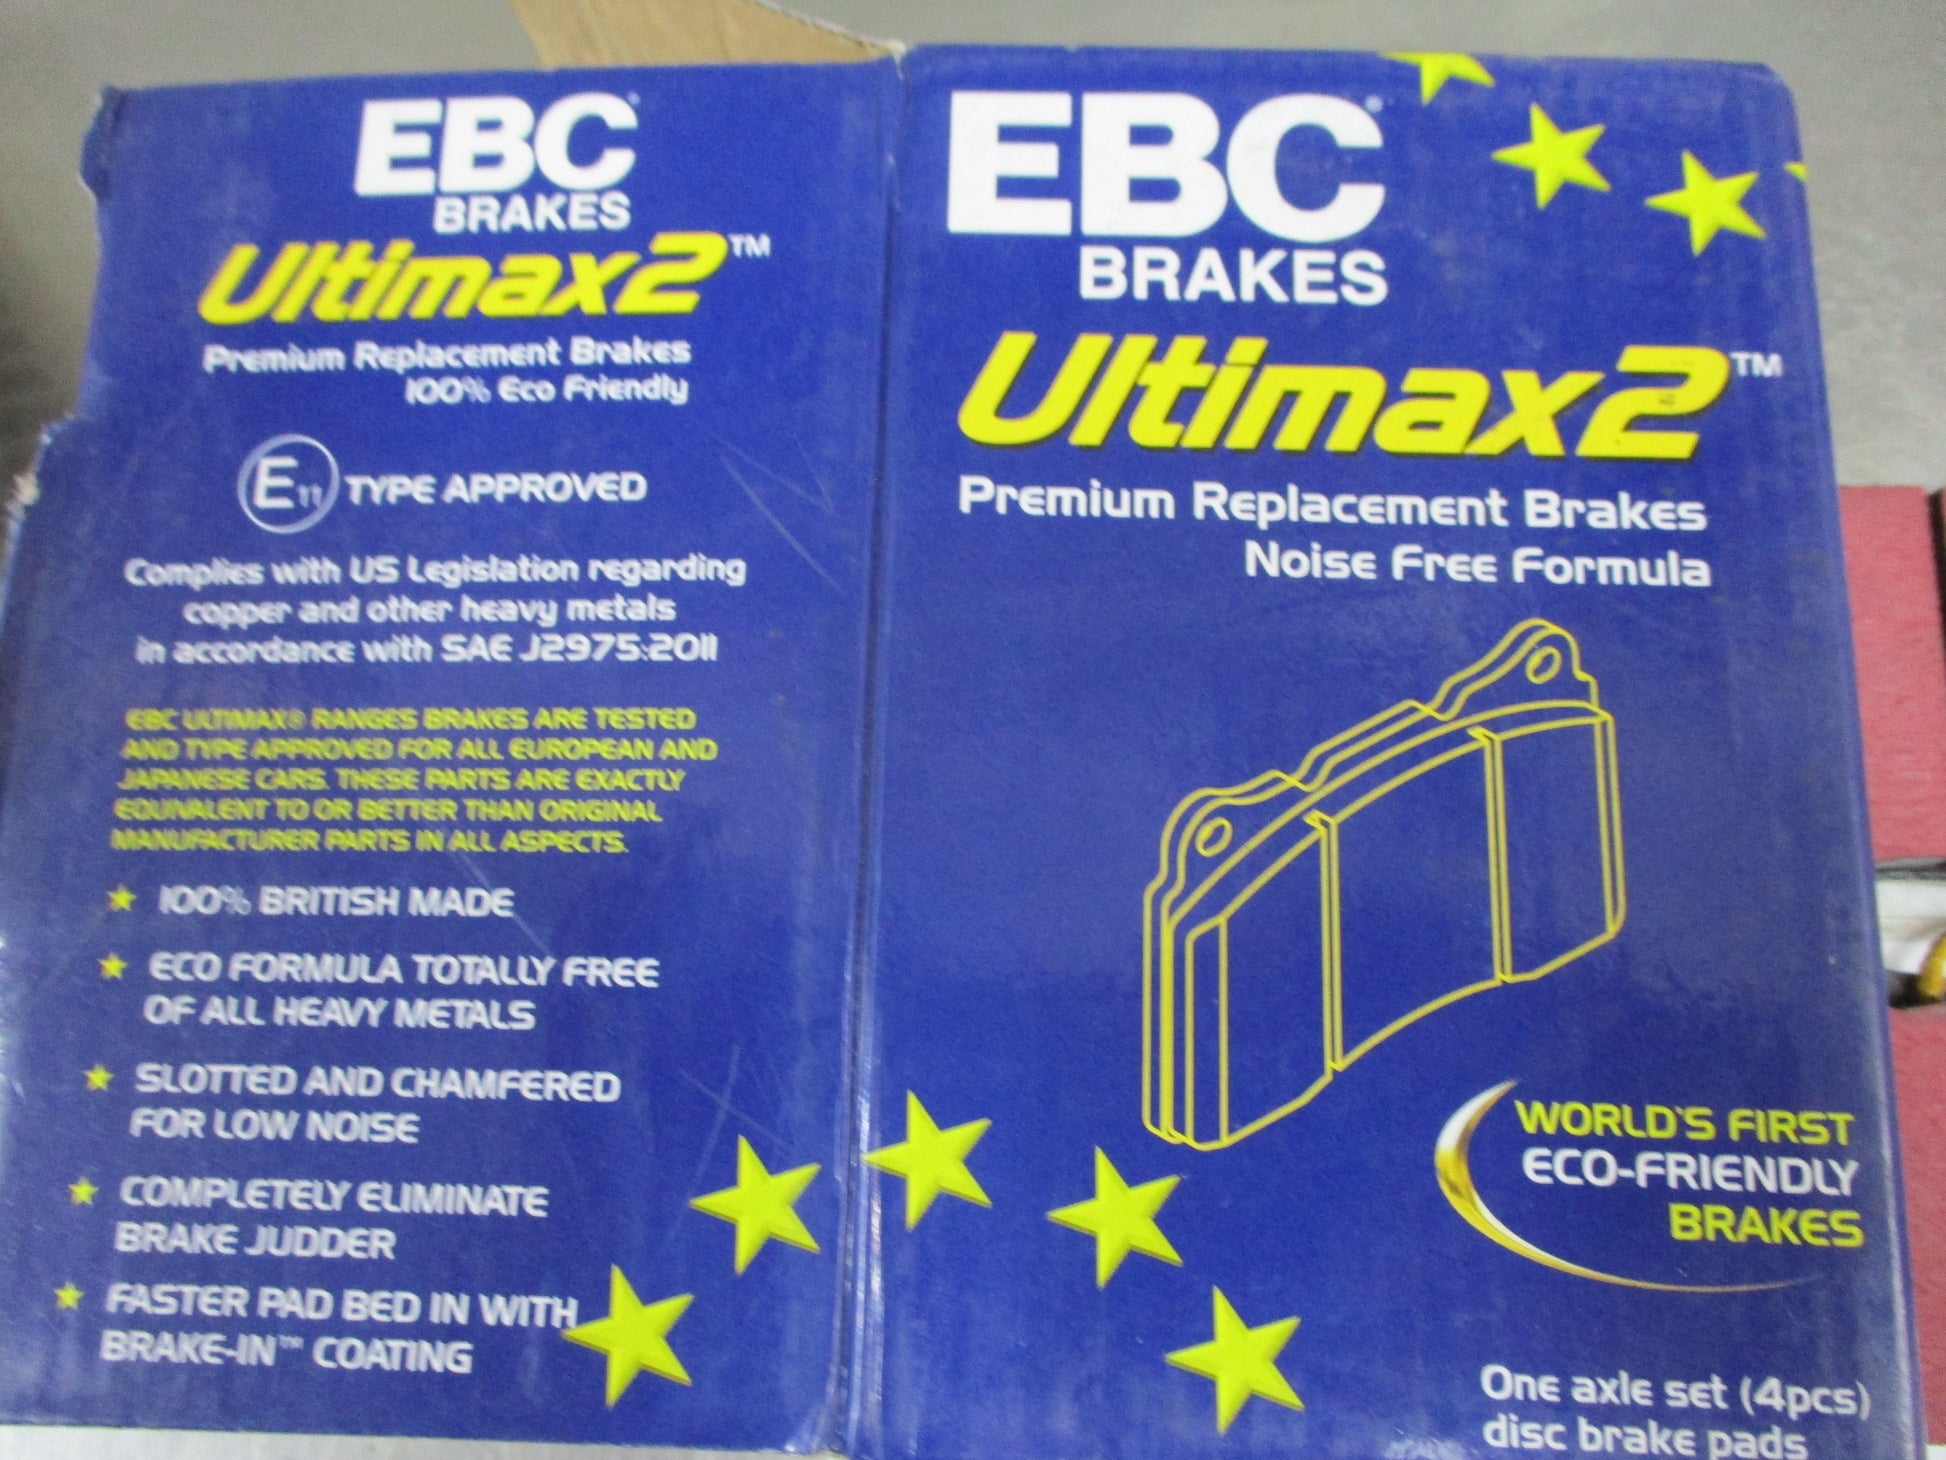 EBC®
BRAKES
Ultimax2™
Premium Replacement Brakes
100% Eco Friendly
E11 TYPE APPROVED
Complies with US Legislation regarding
copper and other heavy metals
in accordance with SAE J2975:2011
EBC ULTIMAX® RANGES BRAKES ARE TESTED
AND TYPE APPROVED FOR ALL EUROPEAN AND
JAPANESE CARS. THESE PARTS ARE EXACTLY
EQUIVALENT TO OR BETTER THAN ORIGINAL
MANUFACTURER PARTS IN ALL ASPECTS.
100% BRITISH MADE
ECO FORMULA TOTALLY FREE
OF ALL HEAVY METALS
SLOTTED AND CHAMFERED
FOR LOW NOISE
COMPLETELY ELIMINATE
BRAKE JUDDER
FASTER PAD BED IN WITH
BRAKE-IN™ COATING
EBC®
BRAKES
Ultimax2™
Premium Replacement Brakes
Noise Free Formula
WORLD'S FIRST
ECO-FRIENDLY
BRAKES
One axle set (4pcs)
disc brake pads